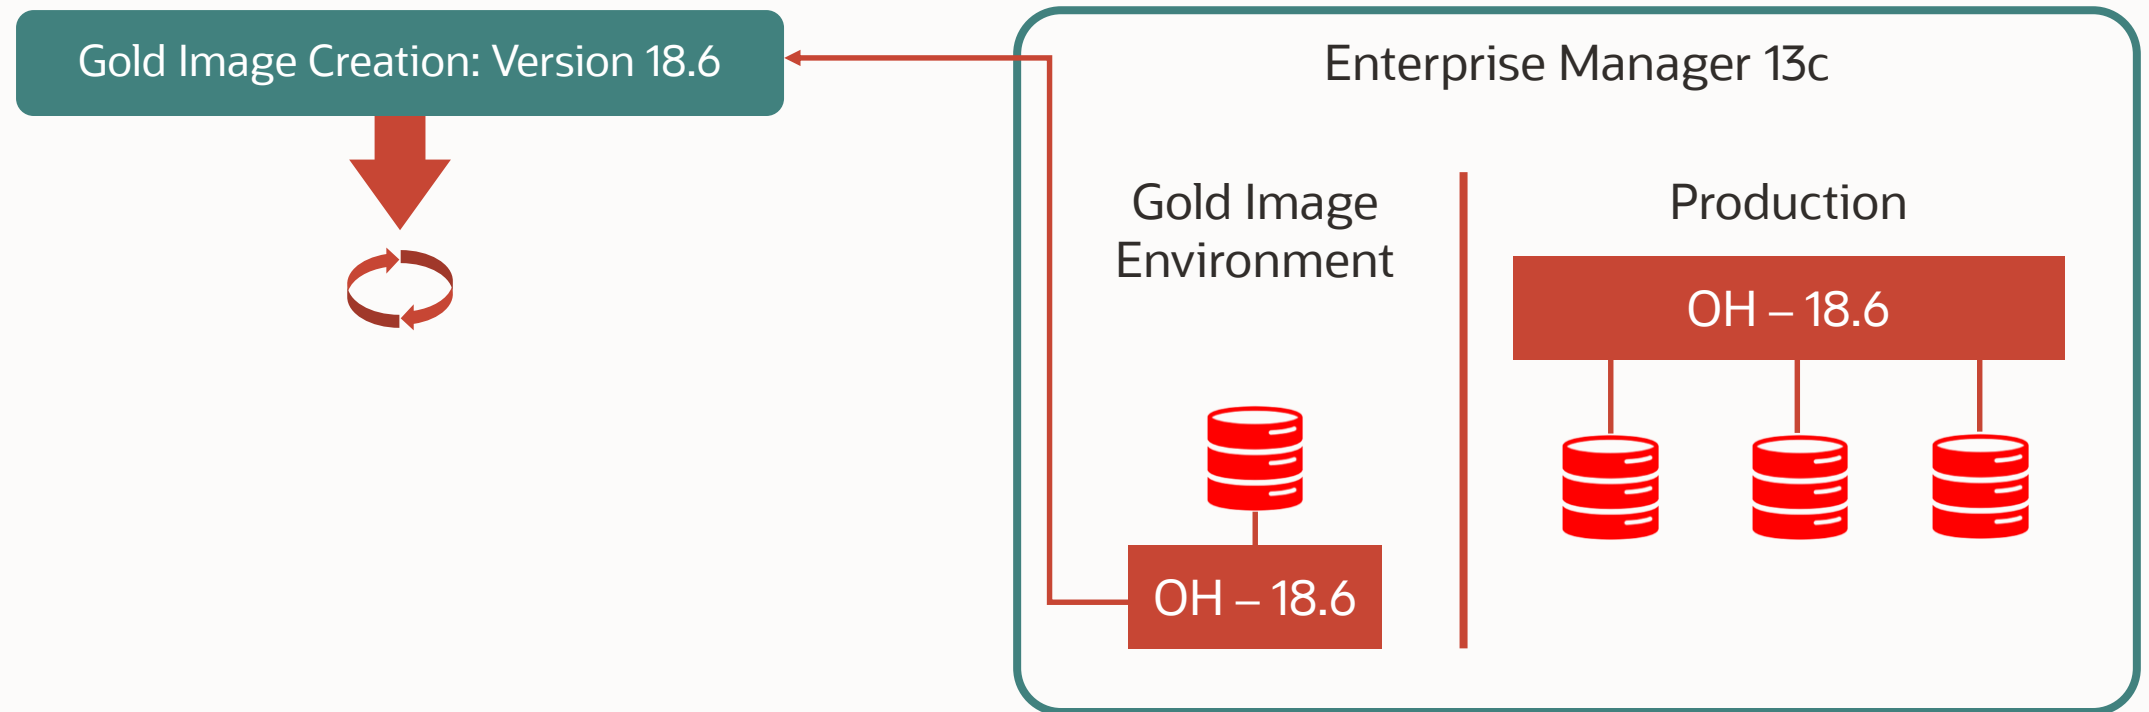 Gold Image Creation: Version 18.6
Enterprise Manager 13c
Gold Image
Environment
OH – 18.6
Production
OH – 18.6